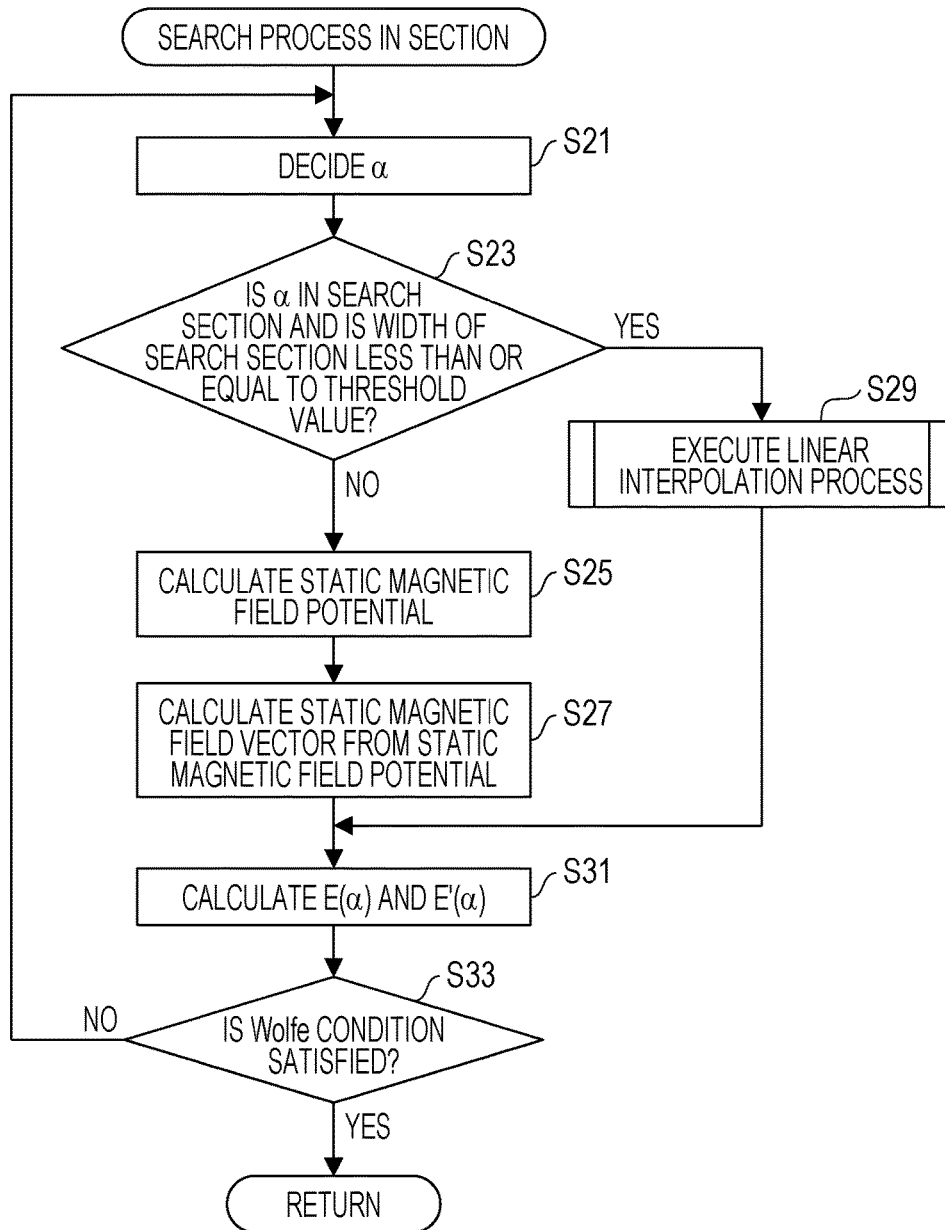 SEARCH PROCESS IN SECTION
S21
DECIDE α
S23
IS α IN SEARCH
SECTION AND IS WIDTH OF
SEARCH SECTION LESS THAN OR
EQUAL TO THRESHOLD
VALUE?
YES
NO
S29
EXECUTE LINEAR
INTERPOLATION PROCESS
S25
CALCULATE STATIC MAGNETIC
FIELD POTENTIAL
S27
CALCULATE STATIC MAGNETIC
FIELD VECTOR FROM STATIC
MAGNETIC FIELD POTENTIAL
S31
CALCULATE E(α) AND E'(α)
S33
NO
IS Wolfe CONDITION
SATISFIED?
YES
RETURN